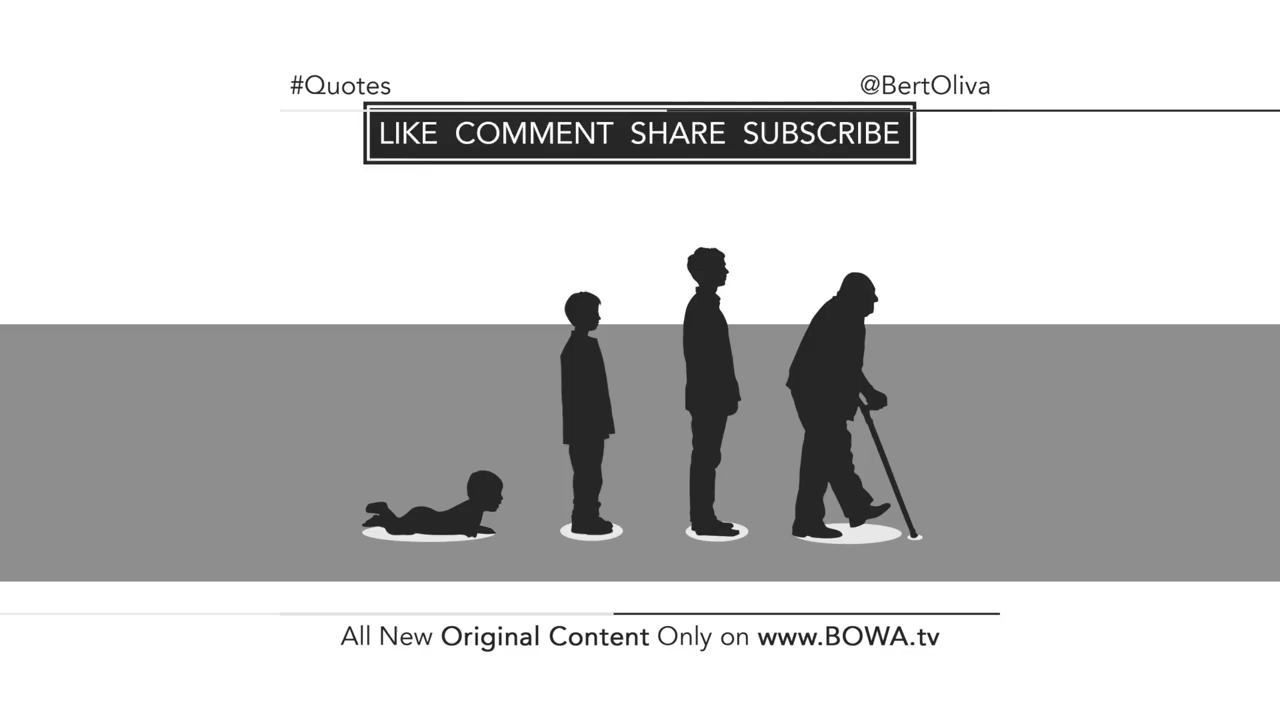 #Quotes @BertOliva
LIKE COMMENT SHARE SUBSCRIBE
All New Original Content Only on www.BOWA.tv